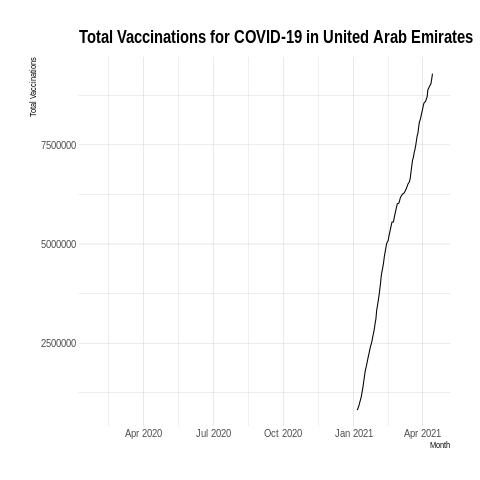 Total Vaccinations for COVID-19 in United Arab Emirates
Total Vaccinations
7500000
5000000
2500000
Apr 2020 Jul 2020 Oct 2020 Jan 2021 Apr 2021
Month